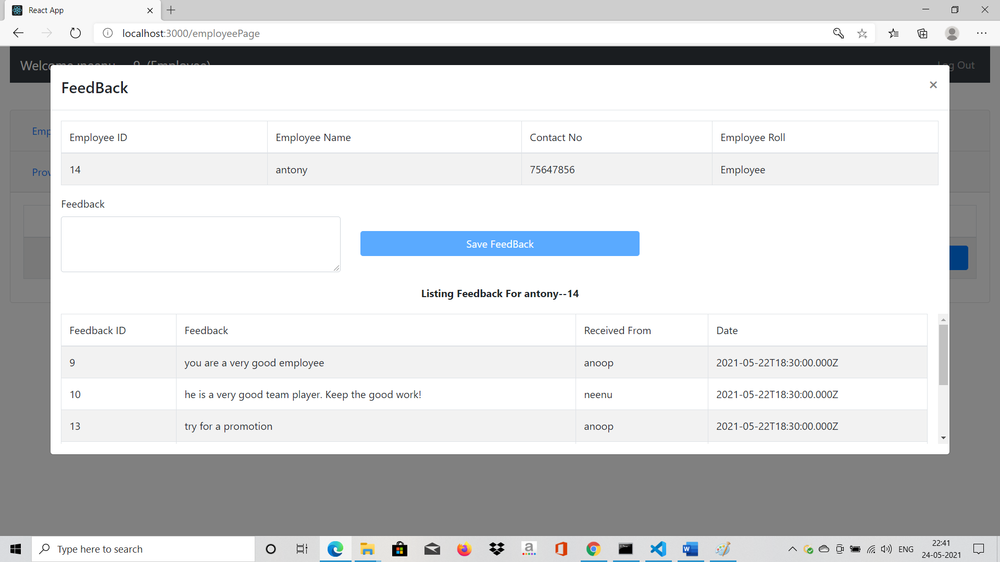 React App
localhost:3000/employeePage
Log Out
FeedBack
Employee ID Employee Name Contact No Employee Roll
14 antony 75647856 Employee
Feedback
Save FeedBack
Listing Feedback For antony--14
Feedback ID Feedback Received From Date
9 you are a very good employee anoop 2021-05-22T18:30:00.000Z
10 he is a very good team player. Keep the good work! neenu 2021-05-22T18:30:00.000Z
13 try for a promotion anoop 2021-05-22T18:30:00.000Z
Type here to search
a
ENG
22:41
24-05-2021